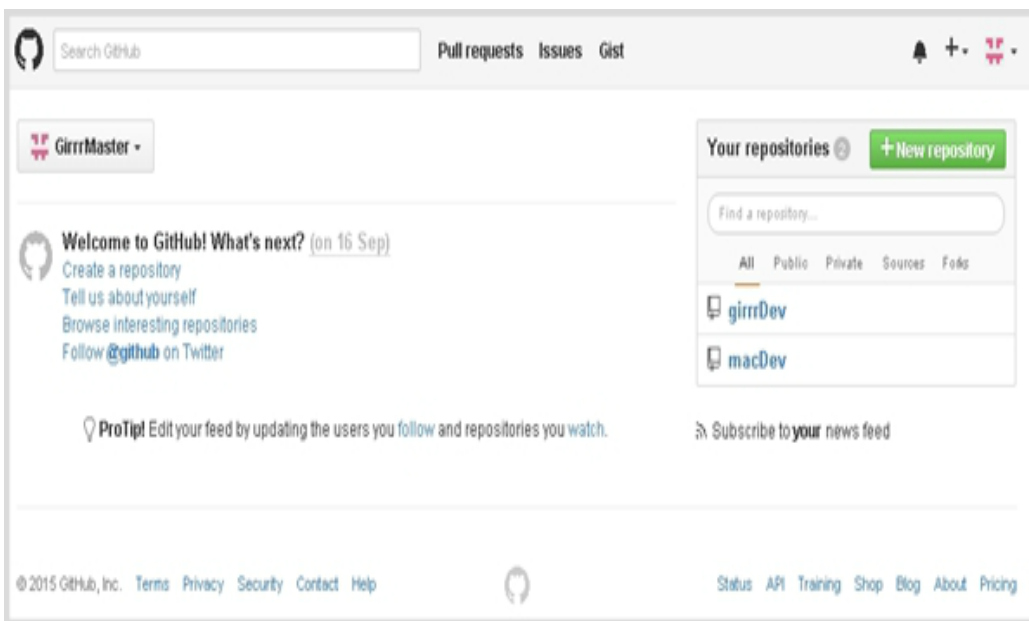 Search GitHub
Pull requests Issues Gist
GirrrMaster
Your repositories 2
+ New repository
Find a repository...
All Public Private Sources Forks
girrrDev
macDev
Welcome to GitHub! What's next? (on 16 Sep)
Create a repository
Tell us about yourself
Browse interesting repositories
Follow @github on Twitter
ProTip! Edit your feed by updating the users you follow and repositories you watch.
Subscribe to your news feed
© 2015 GitHub, Inc. Terms Privacy Security Contact Help
Status API Training Shop Blog About Pricing